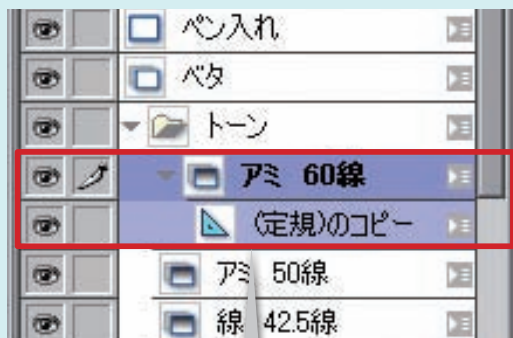 ペン入れ
ベタ
トーン
アミ 60線
(定規)のコピー
アミ 50線
線 42.5線